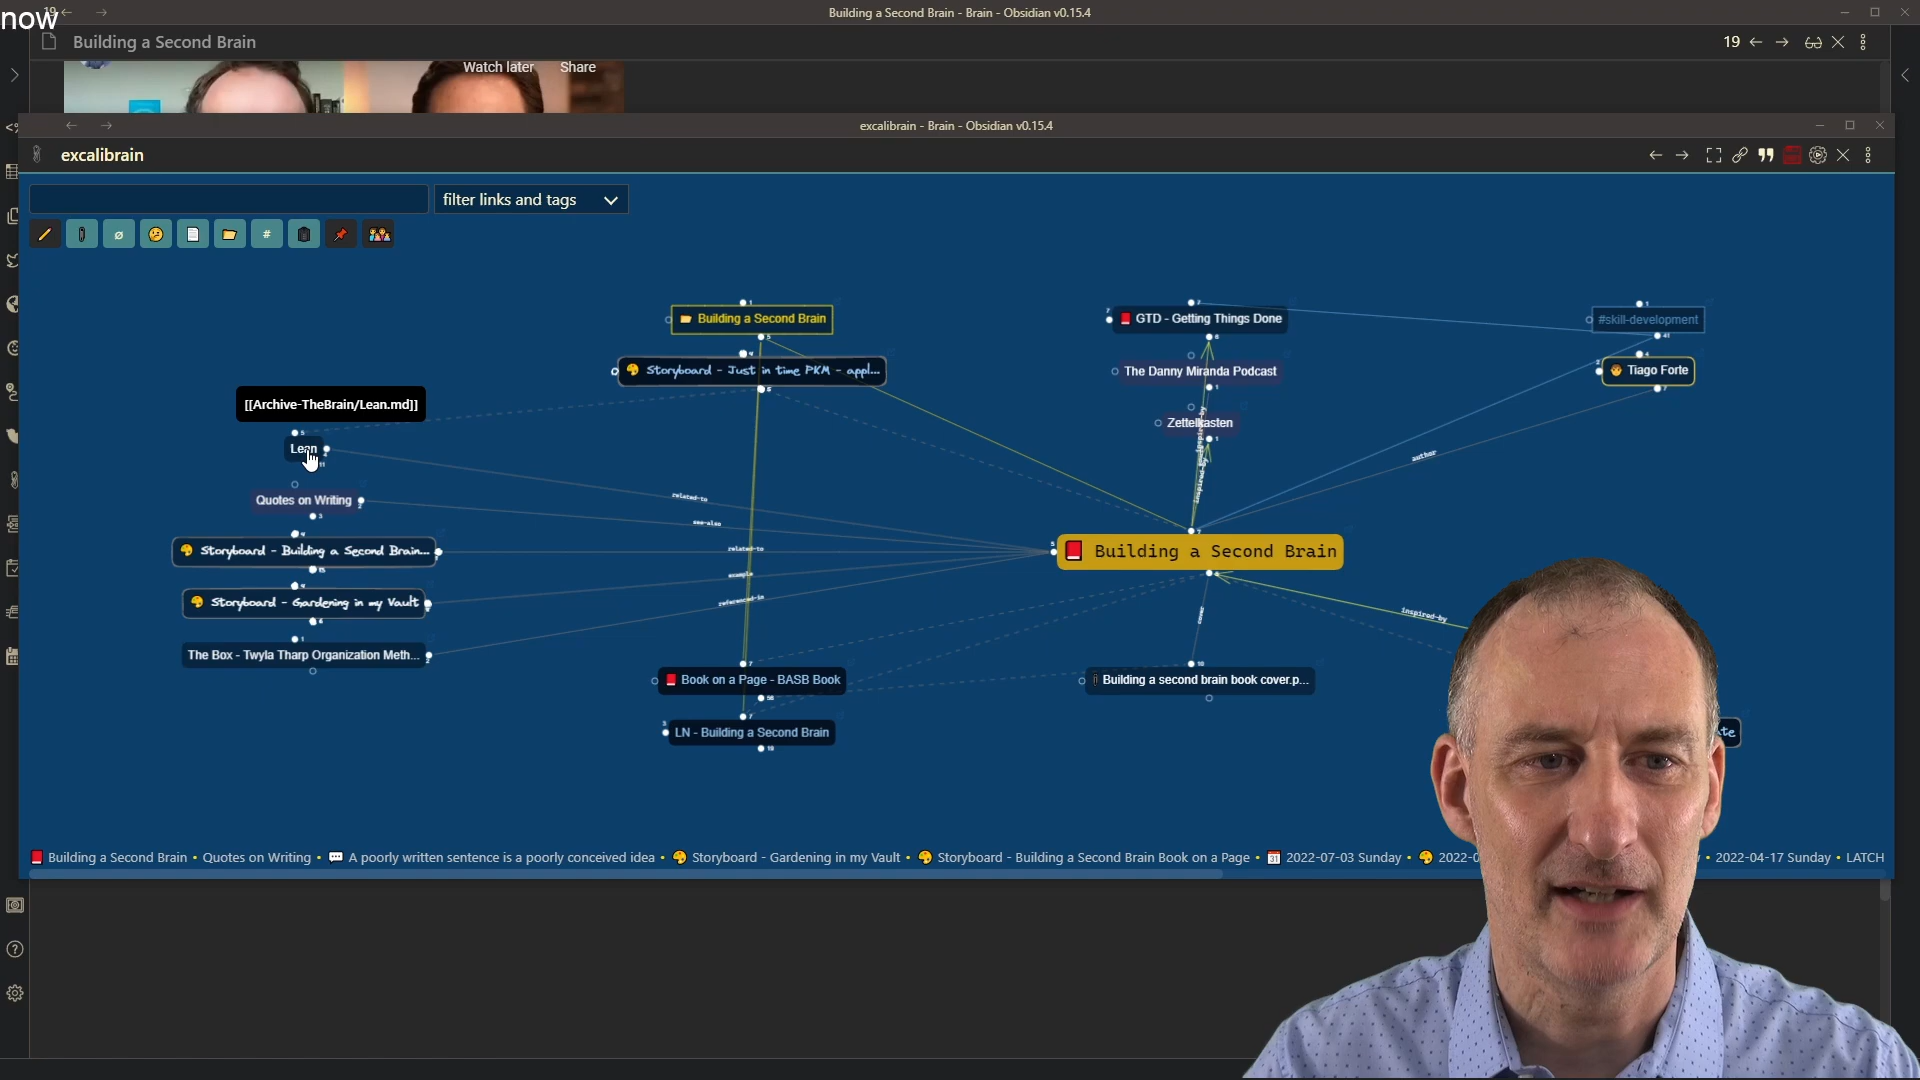 now
19
Building a Second Brain - Brain - Obsidian v0.15.4
Building a Second Brain
19
Watch later
Share
excalibrain - Brain - Obsidian v0.15.4
excalibrain
filter links and tags
#
Building a Second Brain
GTD - Getting Things Done
#skill-development
Storyboard - Just in time PKM - appl...
The Danny Miranda Podcast
Tiago Forte
[[Archive-TheBrain/Lean.md]]
Zettelkasten
Lean
author
inspired-by
Quotes on Writing
related-to
see-also
Storyboard - Building a Second Brain...
related-to
Building a Second Brain
example
Storyboard - Gardening in my Vault
referenced-in
cover
inspired-by
The Box - Twyla Tharp Organization Meth...
Book on a Page - BASB Book
Building a second brain book cover.p...
LN - Building a Second Brain
te
Building a Second Brain • Quotes on Writing • A poorly written sentence is a poorly conceived idea • Storyboard - Gardening in my Vault • Storyboard - Building a Second Brain Book on a Page • 2022-07-03 Sunday • 2022-0
• 2022-04-17 Sunday • LATCH